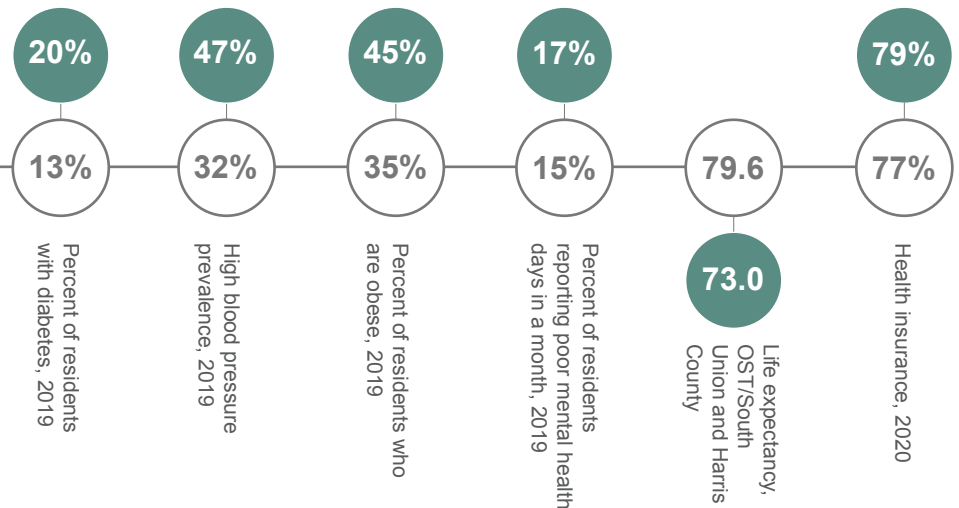 20%
47%
45%
17%
79%
13%
32%
35%
15%
79.6
77%
73.0
Percent of residents
with diabetes, 2019
High blood pressure
prevalence, 2019
Percent of residents who
are obese, 2019
Percent of residents
reporting poor mental health
days in a month, 2019
Life expectancy,
OST/South
Union and Harris
County
Health insurance, 2020